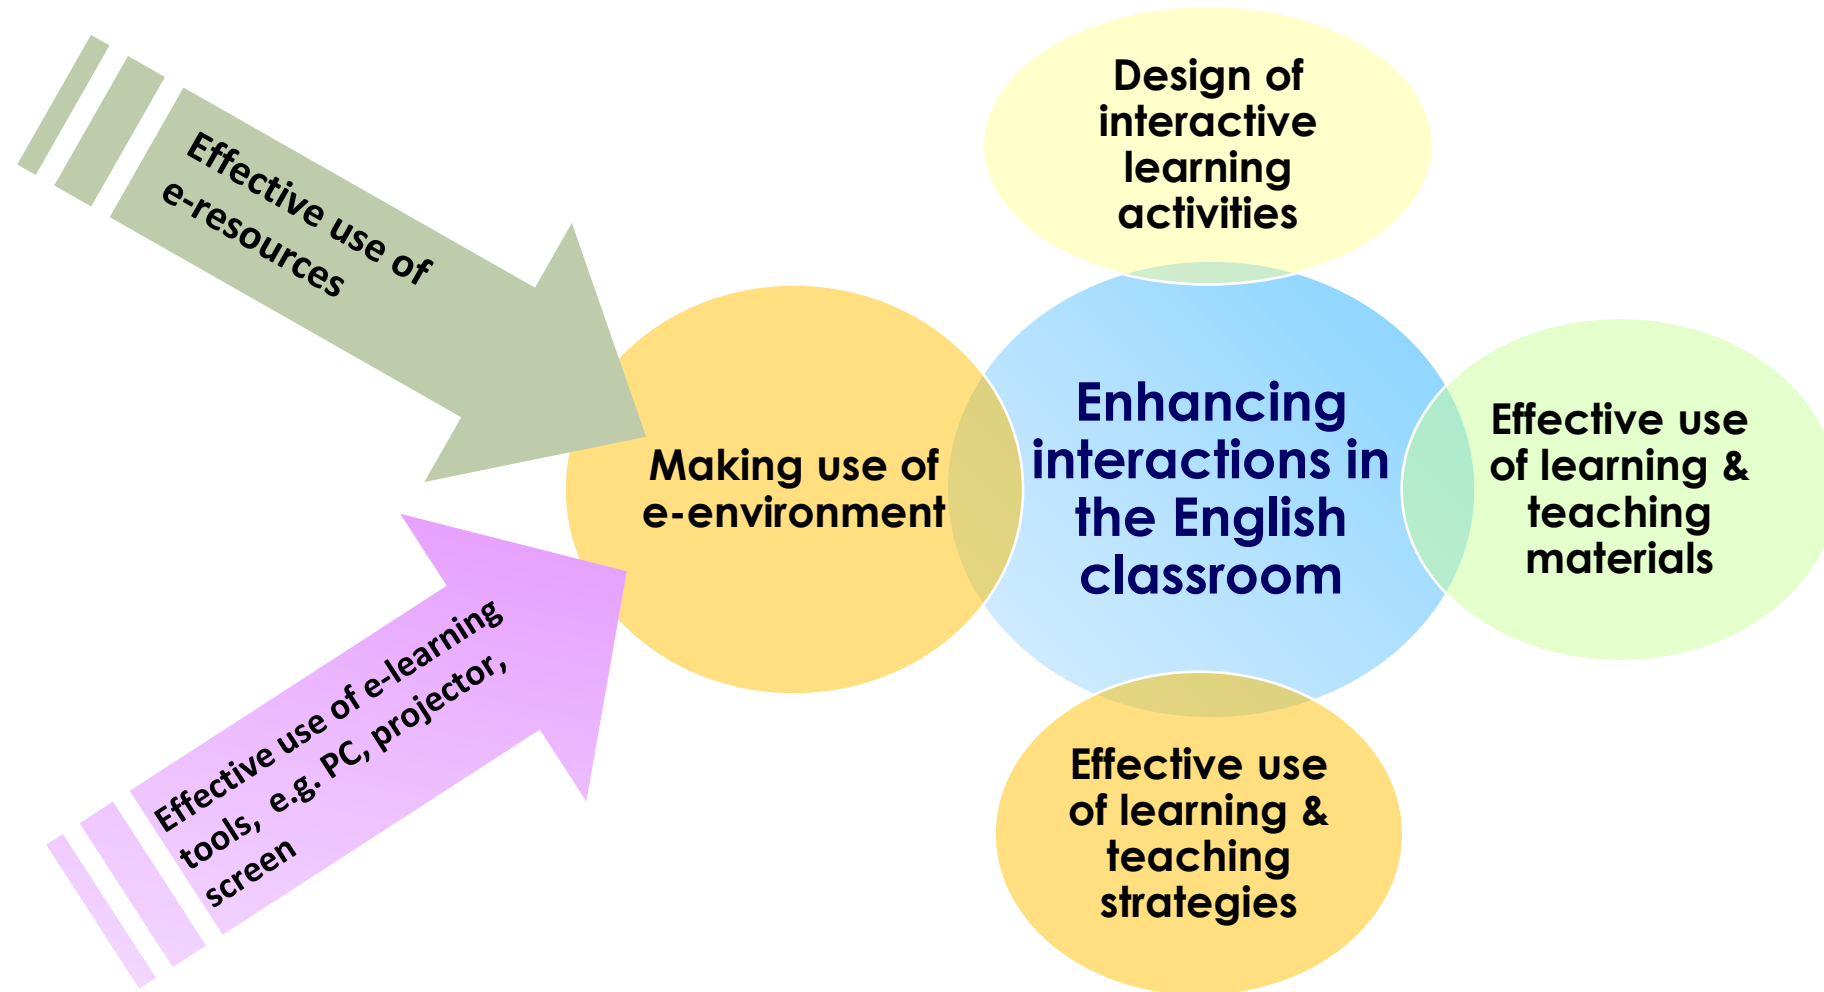 Effective use of
e-resources
Effective use of e-learning
tools, e.g. PC, projector,
screen
Making use of
e-environment
Design of
interactive
learning
activities
Enhancing
interactions in
the English
classroom
Effective use
of learning &
teaching
materials
Effective use
of learning &
teaching
strategies